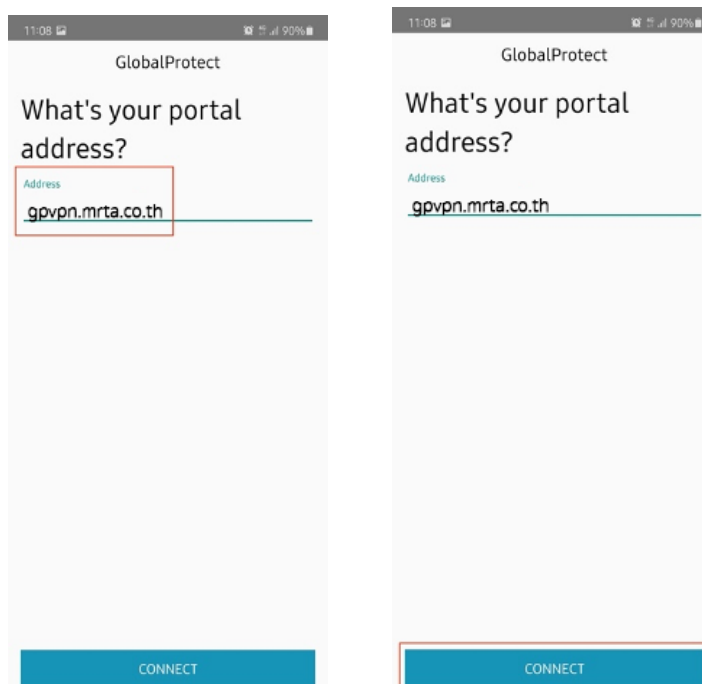 11:08
90%
GlobalProtect
What's your portal
address?
Address
gpvpn.mrta.co.th
CONNECT
11:08
90%
GlobalProtect
What's your portal
address?
Address
gpvpn.mrta.co.th
CONNECT